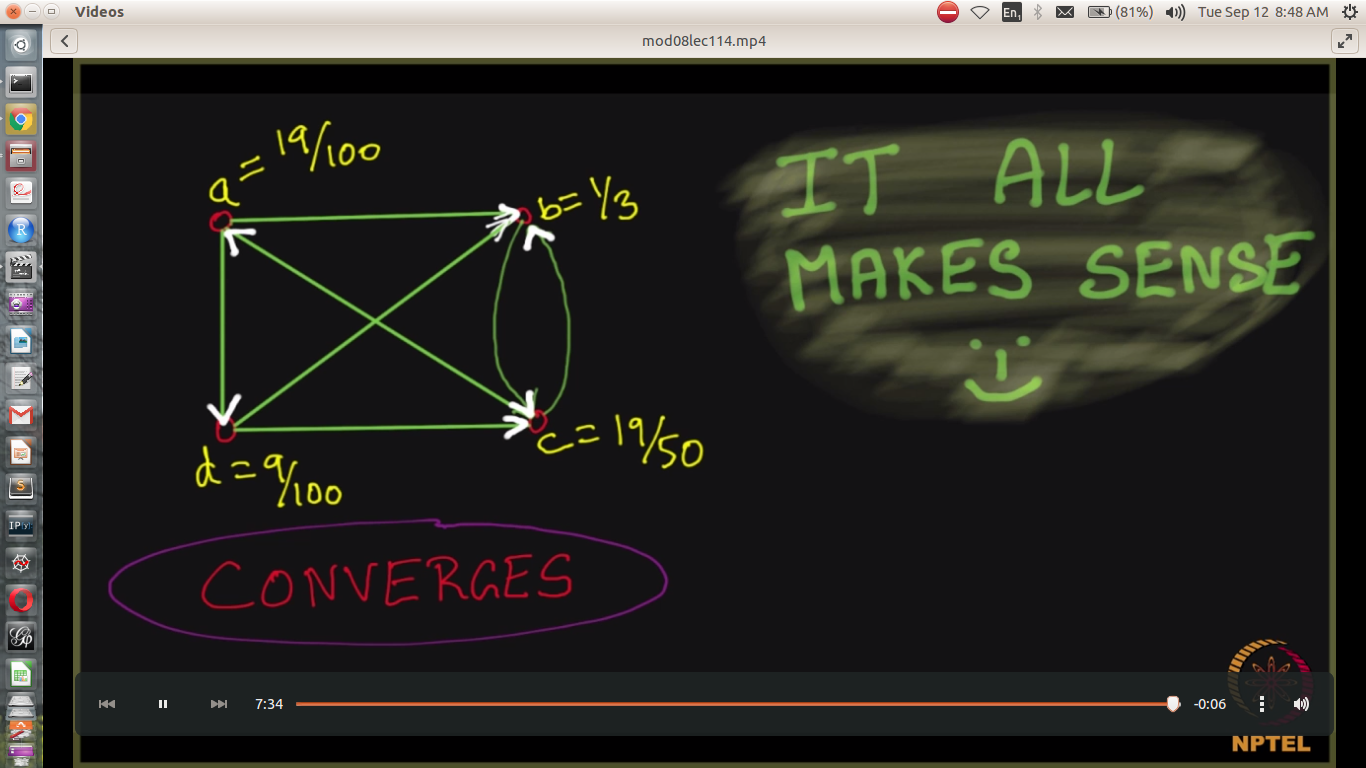 Videos
En1
(81%)
Tue Sep 12 8:48 AM
mod08lec114.mp4
a = 19/100
b = 1/3
IT ALL
MAKES SENSE
c = 19/50
d = 9/100
CONVERGES
7:34
-0:06
NPTEL